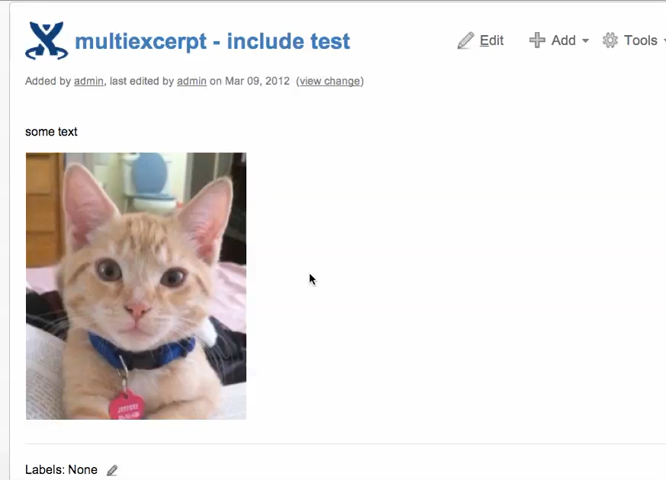 multiexcerpt - include test
Edit
Add
Tools
Added by admin, last edited by admin on Mar 09, 2012 (view change)
some text
Labels: None